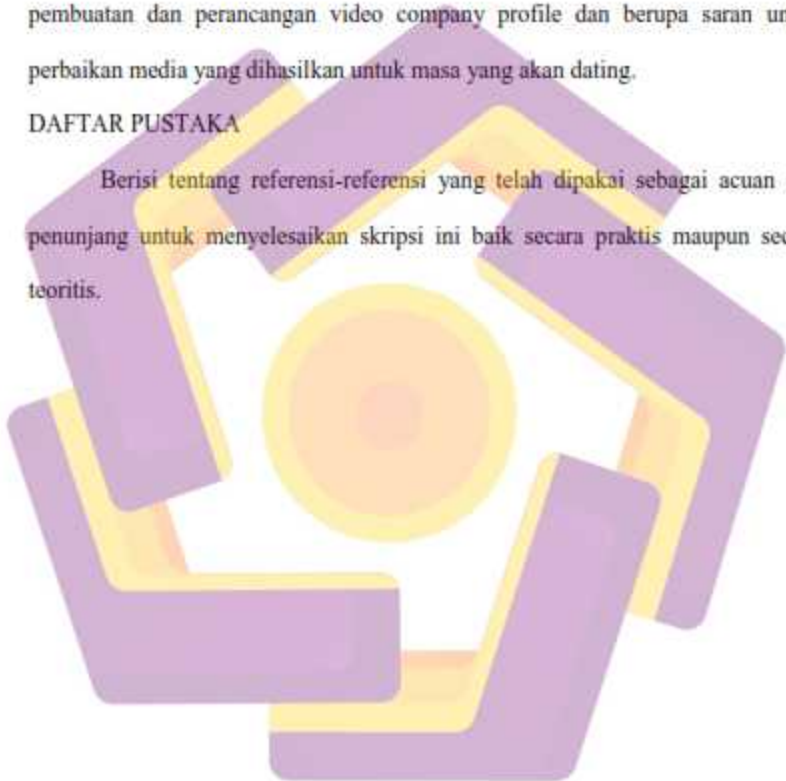 pembuatan dan perancangan video company profile dan berupa saran un
perbaikan media yang dihasilkan untuk masa yang akan dating.
DAFTAR PUSTAKA
Berisi tentang referensi-referensi yang telah dipakai sebagai acuan
penunjang untuk menyelesaikan skripsi ini baik secara praktis maupun sec
teoritis.